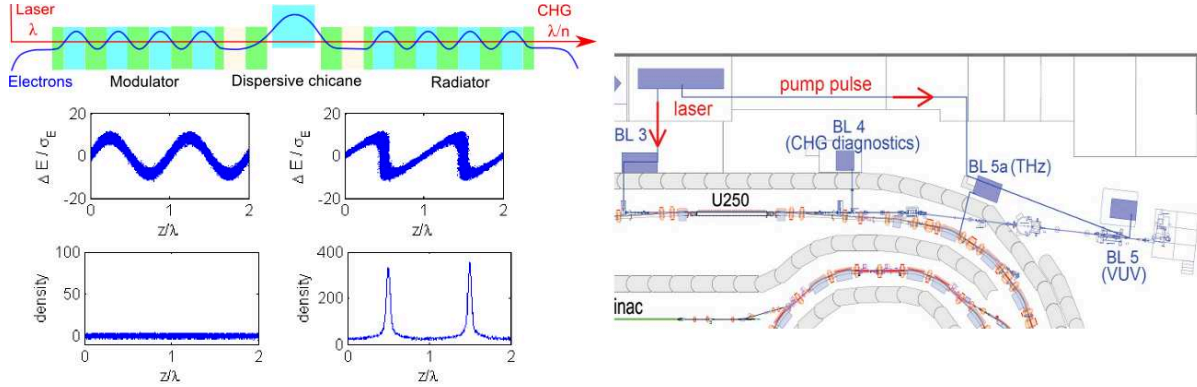 Laser
λ
CHG
λ/n
Electrons
Modulator
Dispersive chicane
Radiator
20
10
0
-10
-20
Δ E / σE
0
1
2
z/λ
20
0
-20
Δ E / σE
0
1
2
z/λ
100
50
0
density
0
1
2
z/λ
400
200
0
density
0
1
2
z/λ
pump pulse
laser
BL 3
BL 4
(CHG diagnostics)
BL 5a (THz)
U250
BL 5
(VUV)
inac